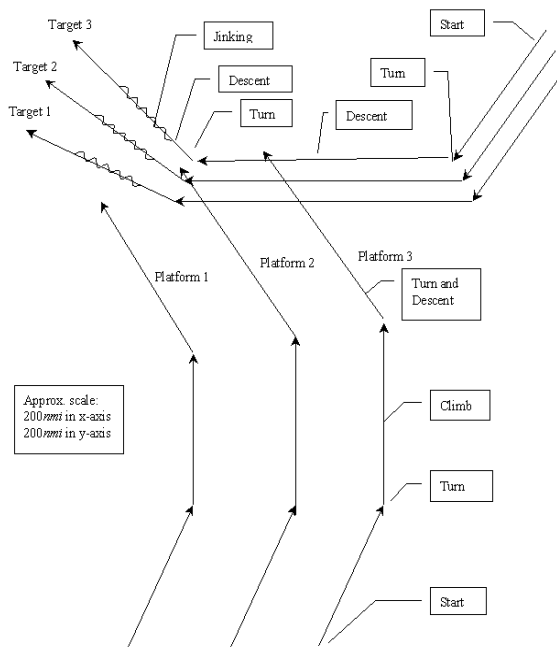 Target 3
Jinking
Start
Target 2
Descent
Turn
Target 1
Turn
Descent
Platform 1
Platform 2
Platform 3
Turn and
Descent
Approx. scale:
200nmi in x-axis
200nmi in y-axis
Climb
Turn
Start